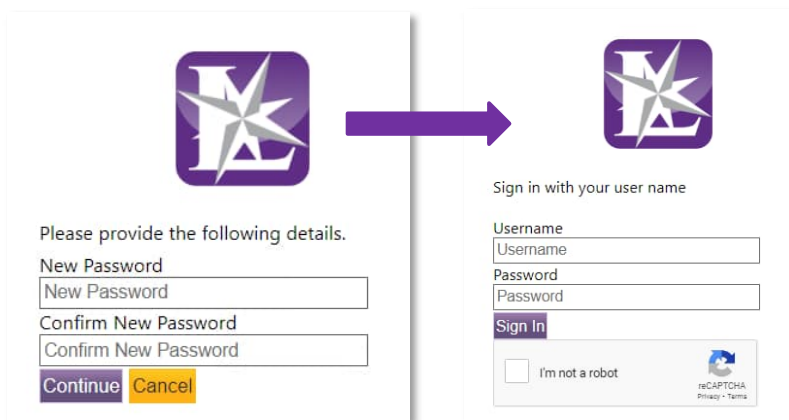 L
Please provide the following details.
New Password
New Password
Confirm New Password
Confirm New Password
Continue Cancel
L
Sign in with your user name
Username
Username
Password
Password
Sign In
I'm not a robot
reCAPTCHA
Privacy • Terms